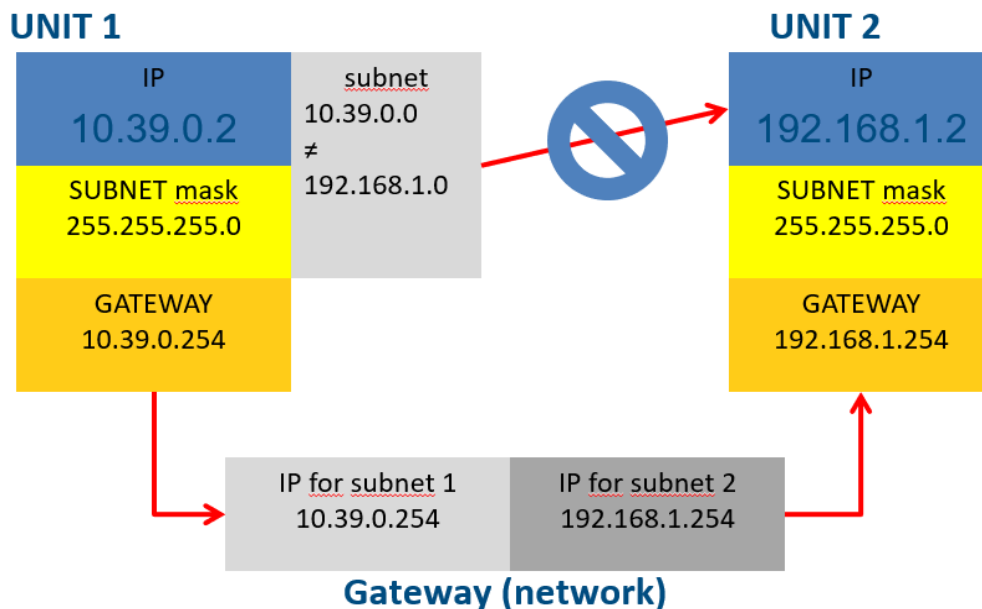 UNIT 1
UNIT 2
IP
10.39.0.2
subnet
10.39.0.0
≠
192.168.1.0
IP
192.168.1.2
SUBNET mask
255.255.255.0
SUBNET mask
255.255.255.0
GATEWAY
10.39.0.254
GATEWAY
192.168.1.254
IP for subnet 1
10.39.0.254
IP for subnet 2
192.168.1.254
Gateway (network)